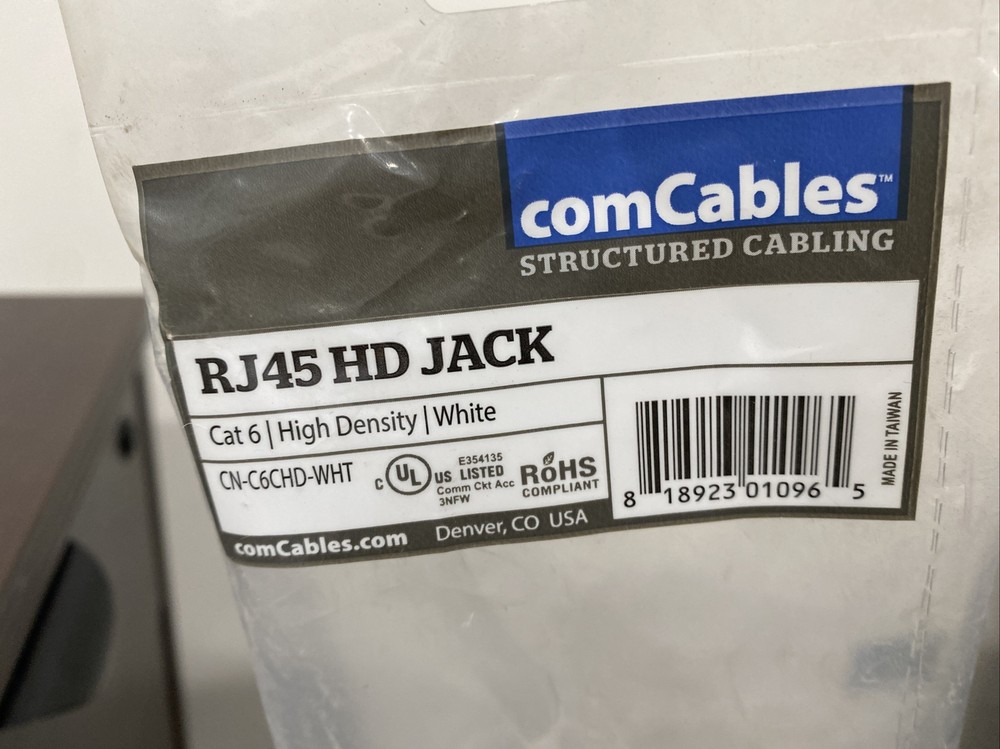 comCables™
STRUCTURED CABLING
RJ45 HD JACK
Cat 6 | High Density | White
CN-C6CHD-WHT
C UL US LISTED
E354135
Comm Ckt Acc
3NFW
RoHS
COMPLIANT
8 18923 01096 5
MADE IN TAIWAN
comCables.com Denver, CO USA